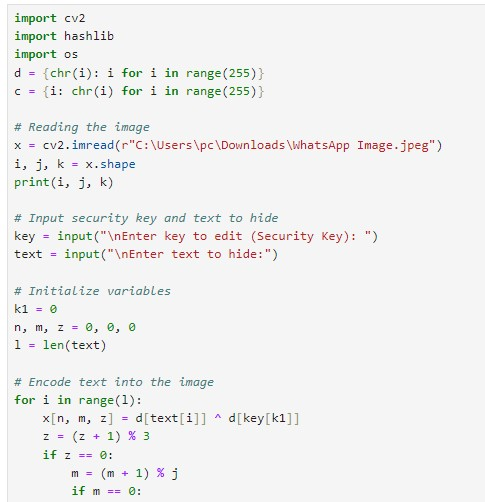 import cv2
import hashlib
import os
d = {chr(i): i for i in range(255)}
c = {i: chr(i) for i in range(255)}

# Reading the image
x = cv2.imread(r"C:\Users\pc\Downloads\WhatsApp Image.jpeg")
i, j, k = x.shape
print(i, j, k)

# Input security key and text to hide
key = input("\nEnter key to edit (Security Key): ")
text = input("\nEnter text to hide:")

# Initialize variables
k1 = 0
n, m, z = 0, 0, 0
l = len(text)

# Encode text into the image
for i in range(l):
    x[n, m, z] = d[text[i]] ^ d[key[k1]]
    z = (z + 1) % 3
    if z == 0:
        m = (m + 1) % j
        if m == 0: